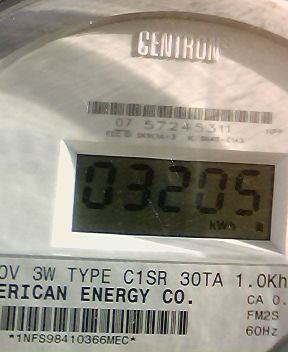 CENTRON
07 57245311
03205
kWh
0V 3W TYPE C1SR 30TA 1.0Kh
ERICAN ENERGY CO.
CA 0.
FM2S
60Hz
*1NFS98410366MEC*